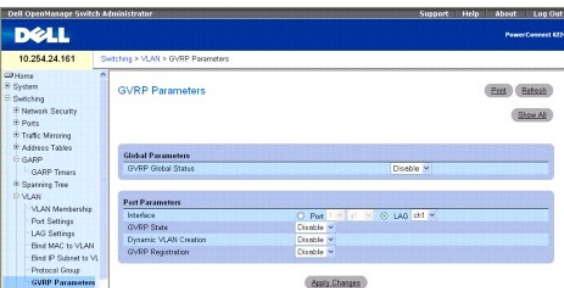 Dell OpenManage Switch Administrator
Support Help About Log Out
DELL
PowerConnect
10.254.24.161
Switching > VLAN > GVRP Parameters
Home
System
Switching
Network Security
Ports
Traffic Mirroring
Address Tables
GARP
GARP Timers
Spanning Tree
VLAN
VLAN Membership
Port Settings
LAG Settings
Bind MAC to VLAN
Bind IP Subnet to VL
Protocol Group
GVRP Parameters
GVRP Parameters
Print Refresh
Show All
Global Parameters
GVRP Global Status Disable
Port Parameters
Interface Port 1 g1 LAG ch1
GVRP State Disable
Dynamic VLAN Creation Disable
GVRP Registration Disable
Apply Changes